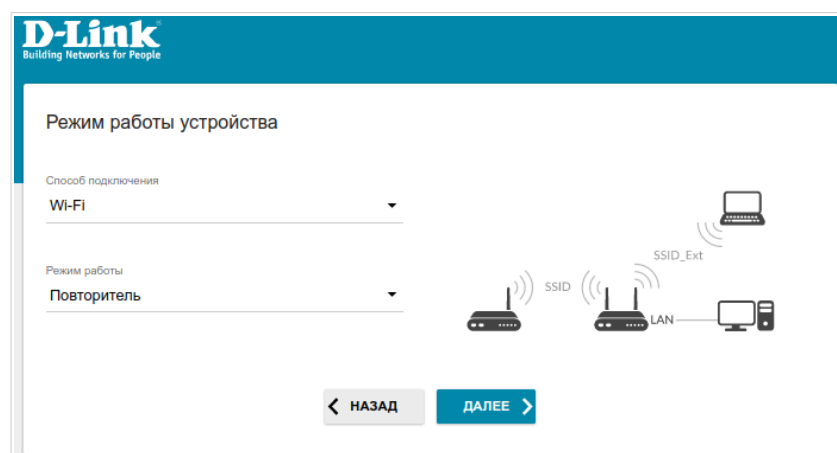 D-Link
Building Networks for People
Режим работы устройства
Способ подключения
Wi-Fi
Режим работы
Повторитель
SSID
SSID_Ext
LAN
НАЗАД
ДАЛЕЕ